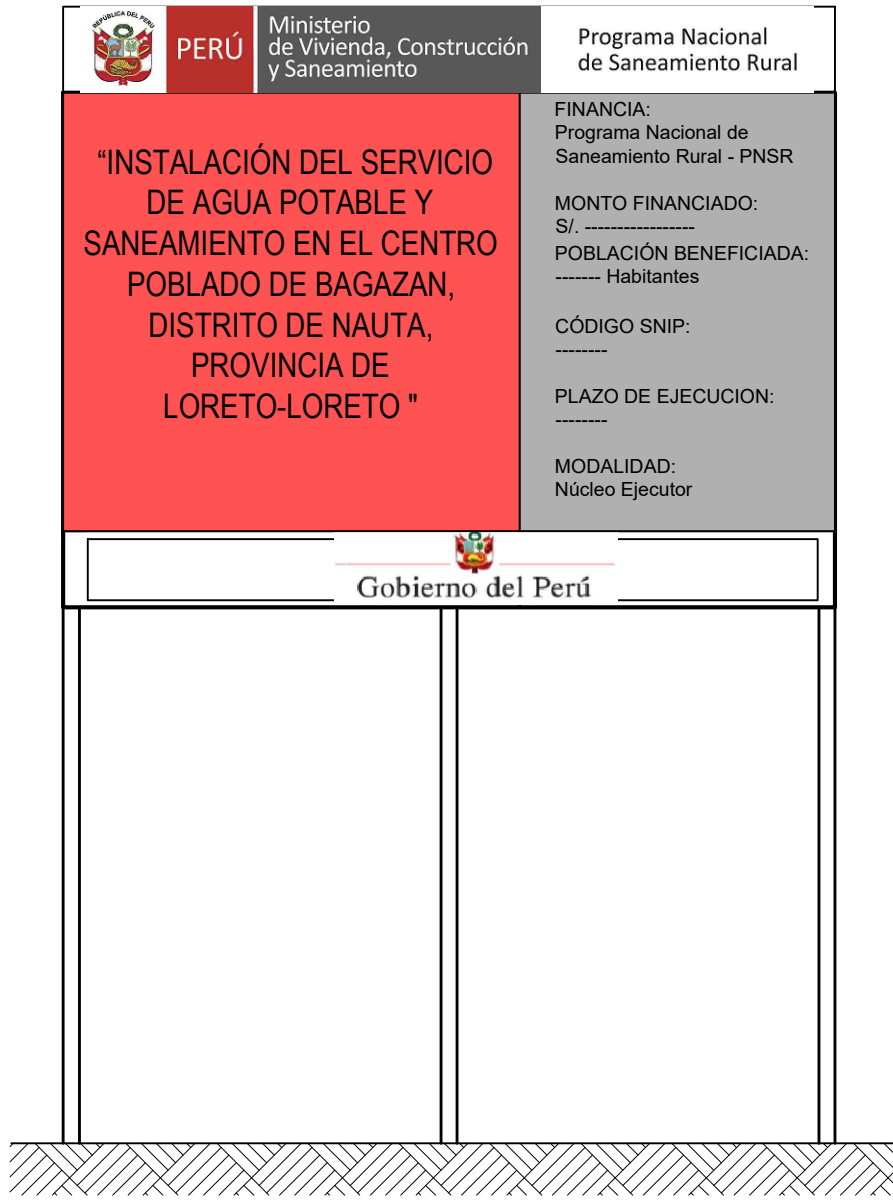 REPÚBLICA DEL PERÚ
PERÚ
Ministerio
de Vivienda, Construcción
y Saneamiento
Programa Nacional
de Saneamiento Rural
“INSTALACIÓN DEL SERVICIO
DE AGUA POTABLE Y
SANEAMIENTO EN EL CENTRO
POBLADO DE BAGAZAN,
DISTRITO DE NAUTA,
PROVINCIA DE
LORETO-LORETO "
FINANCIA:
Programa Nacional de
Saneamiento Rural - PNSR
MONTO FINANCIADO:
S/. -----------------
POBLACIÓN BENEFICIADA:
------- Habitantes
CÓDIGO SNIP:
--------
PLAZO DE EJECUCION:
--------
MODALIDAD:
Núcleo Ejecutor
Gobierno del Perú